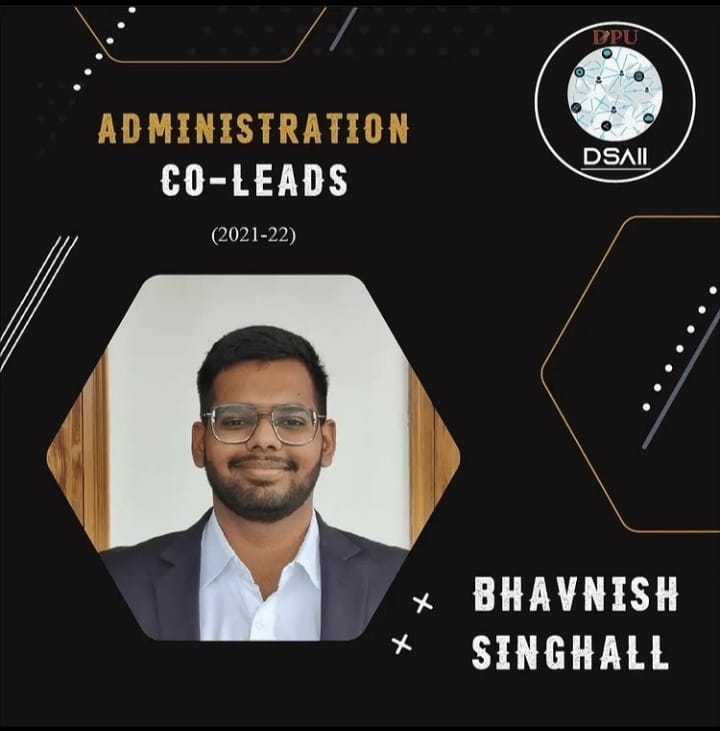 DPU
DSAII
ADMINISTRATION
CO-LEADS
(2021-22)
BHAVNISH
SINGHALL